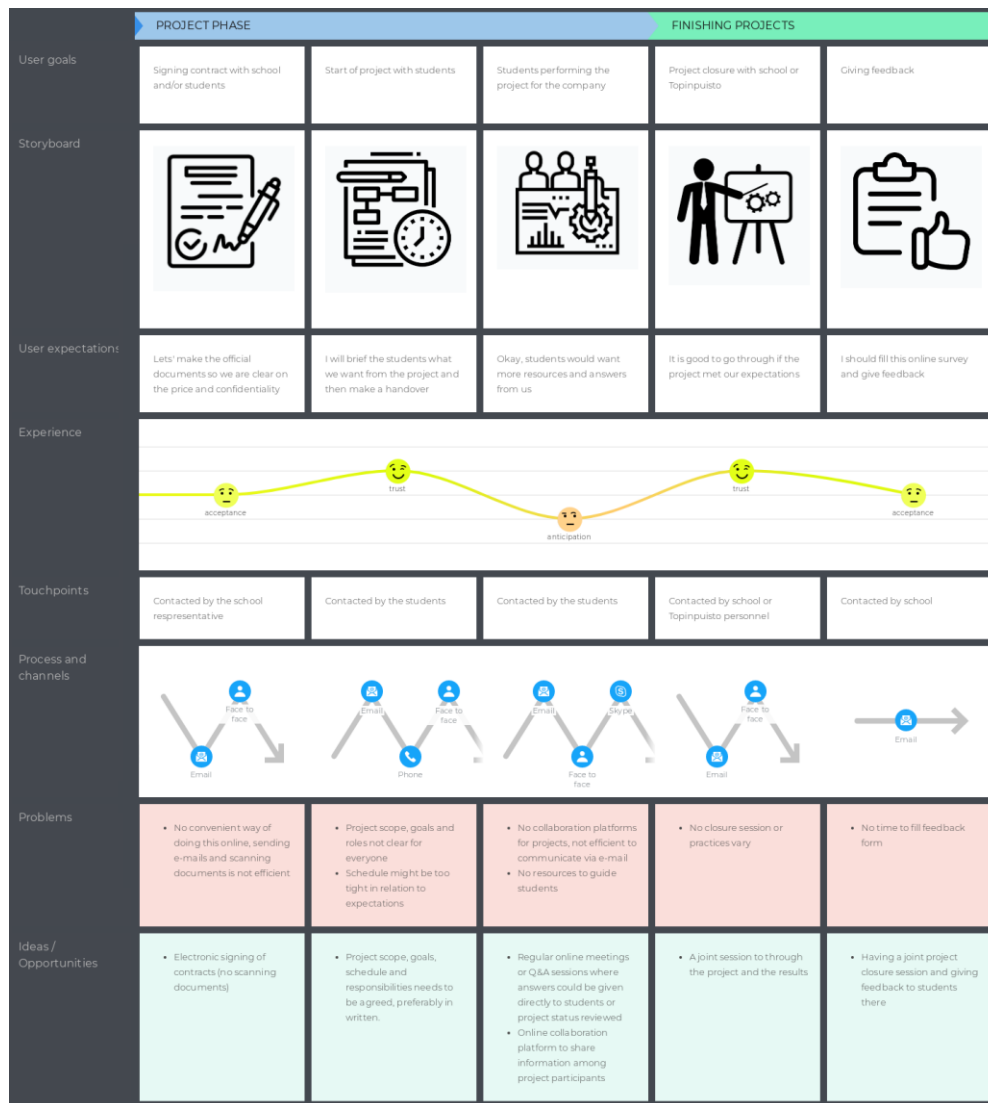 PROJECT PHASE
FINISHING PROJECTS
User goals
Signing contract with school
and/or students
Start of project with students
Students performing the
project for the company
Project closure with school or
Topinpuisto
Giving feedback
Storyboard
User expectations
Lets' make the official
documents so we are clear on
the price and confidentiality
I will brief the students what
we want from the project and
then make a handover
Okay, students would want
more resources and answers
from us
It is good to go through if the
project met our expectations
I should fill this online survey
and give feedback
Experience
acceptance
trust
anticipation
trust
acceptance
Touchpoints
Contacted by the school
respresentative
Contacted by the students
Contacted by the students
Contacted by school or
Topinpuisto personnel
Contacted by school
Process and
channels
Email
Face to
face
Email
Phone
Face to
face
Email
Face to
face
Skype
Email
Face to
face
Email
Problems
• No convenient way of
doing this online, sending
e-mails and scanning
documents is not efficient
• Project scope, goals and
roles not clear for
everyone
• Schedule might be too
tight in relation to
expectations
• No collaboration platforms
for projects, not efficient to
communicate via e-mail
• No resources to guide
students
• No closure session or
practices vary
• No time to fill feedback
form
Ideas /
Opportunities
• Electronic signing of
contracts (no scanning
documents)
• Project scope, goals,
schedule and
responsibilities needs to
be agreed, preferably in
written.
• Regular online meetings
or Q&A sessions where
answers could be given
directly to students or
project status reviewed
• Online collaboration
platform to share
information among
project participants
• A joint session to through
the project and the results
• Having a joint project
closure session and giving
feedback to students
there